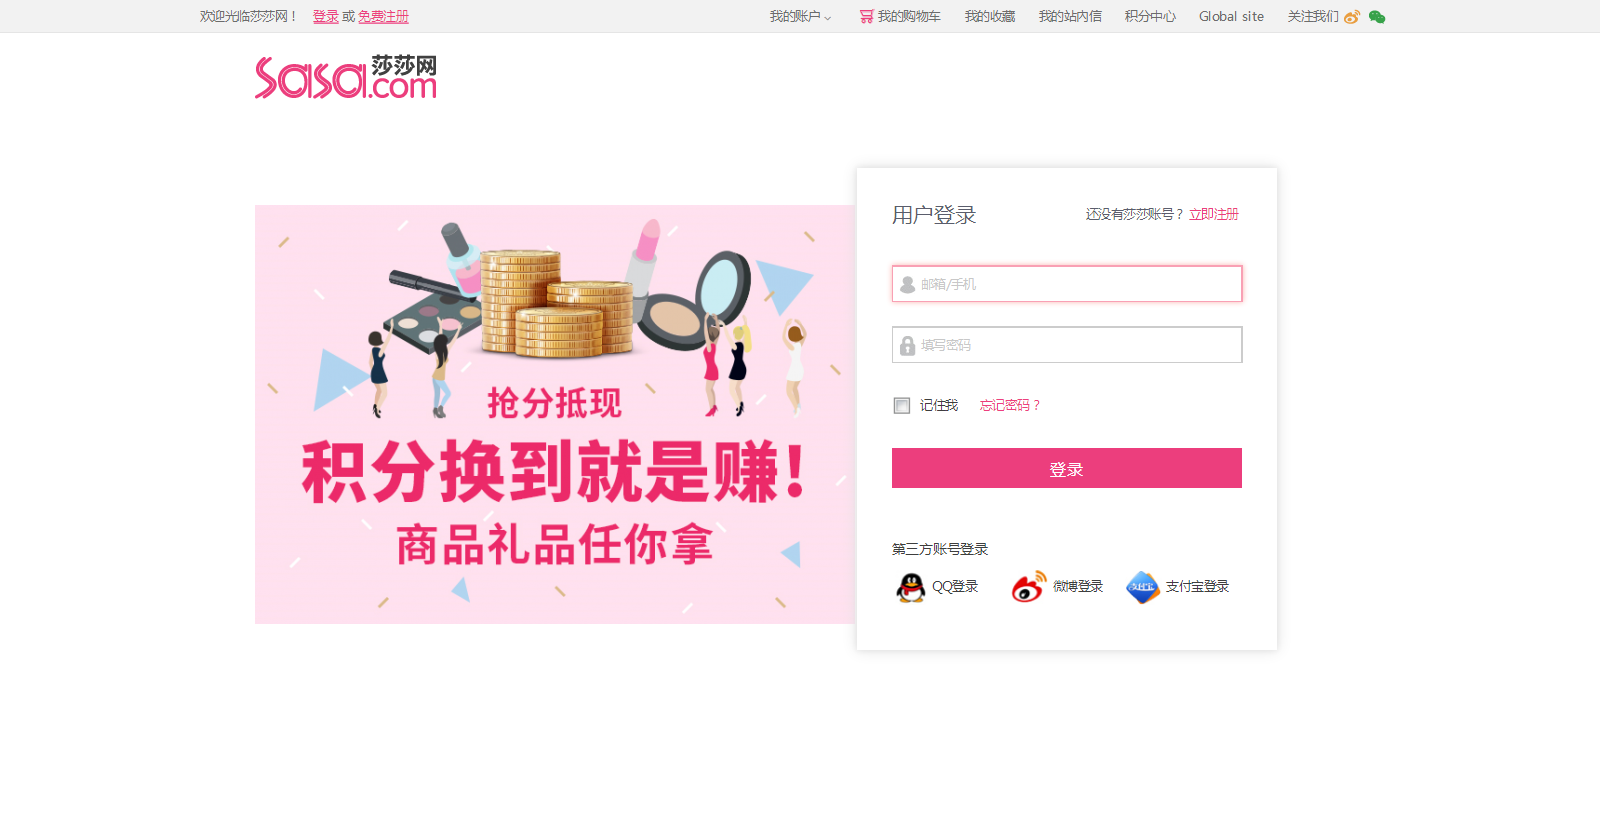 欢迎光临莎莎网！ 登录 或 免费注册 我的账户 我的购物车 我的收藏 我的站内信 积分中心 Global site 关注我们
sasa.com 莎莎网
用户登录 还没有莎莎账号？ 立即注册
邮箱/手机
填写密码
记住我 忘记密码？
登录
第三方账号登录
QQ登录 微博登录 支付宝 支付宝登录
抢分抵现
积分换到就是赚!
商品礼品任你拿